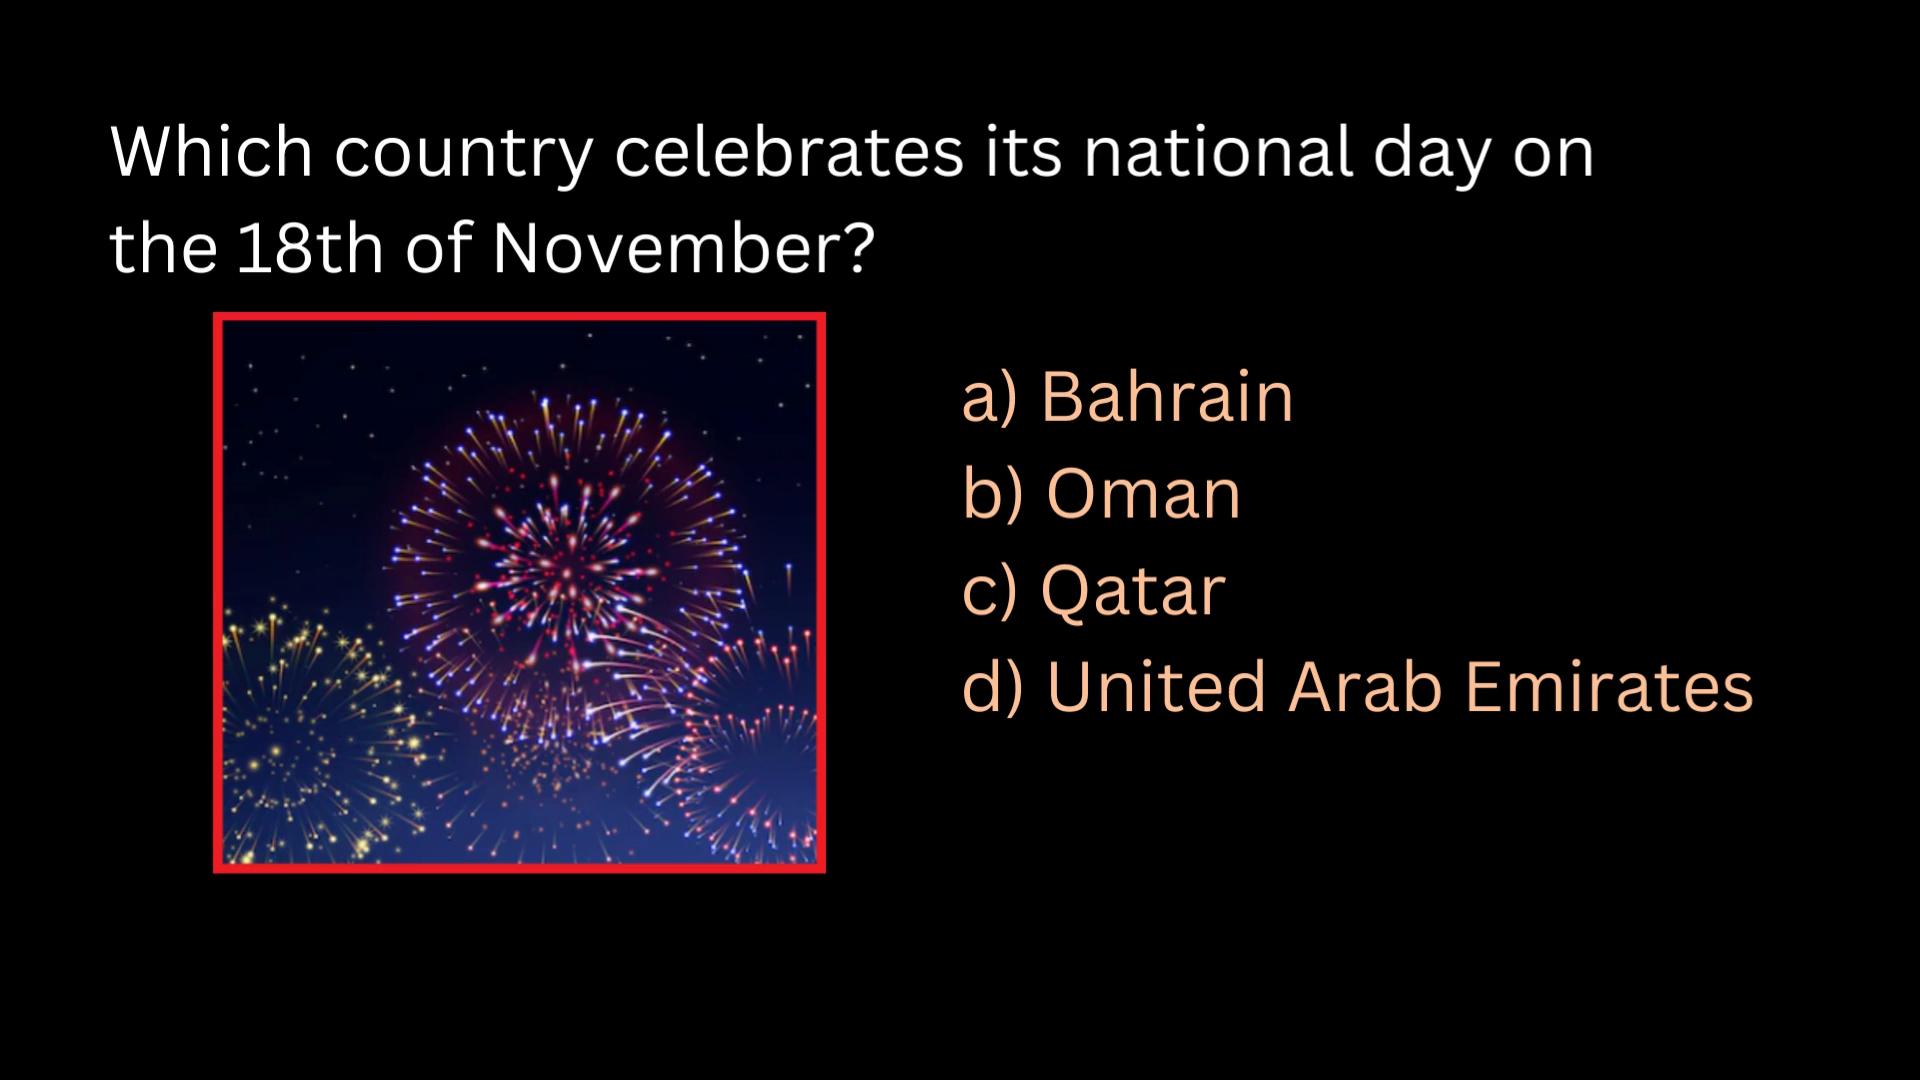 Which country celebrates its national day on
the 18th of November?
a) Bahrain
b) Oman
c) Qatar
d) United Arab Emirates